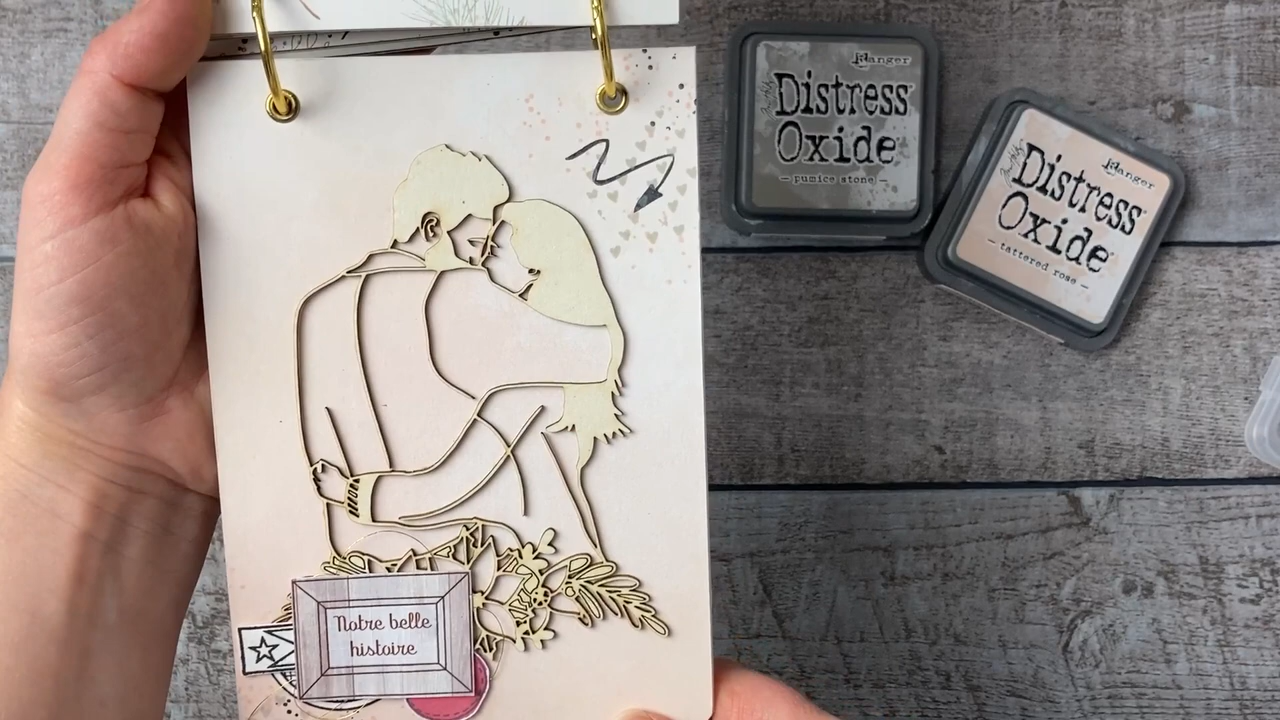 Ranger
Distress
Oxide
— pumice stone —
Ranger
Distress
Oxide
— tattered rose —
Notre belle
histoire